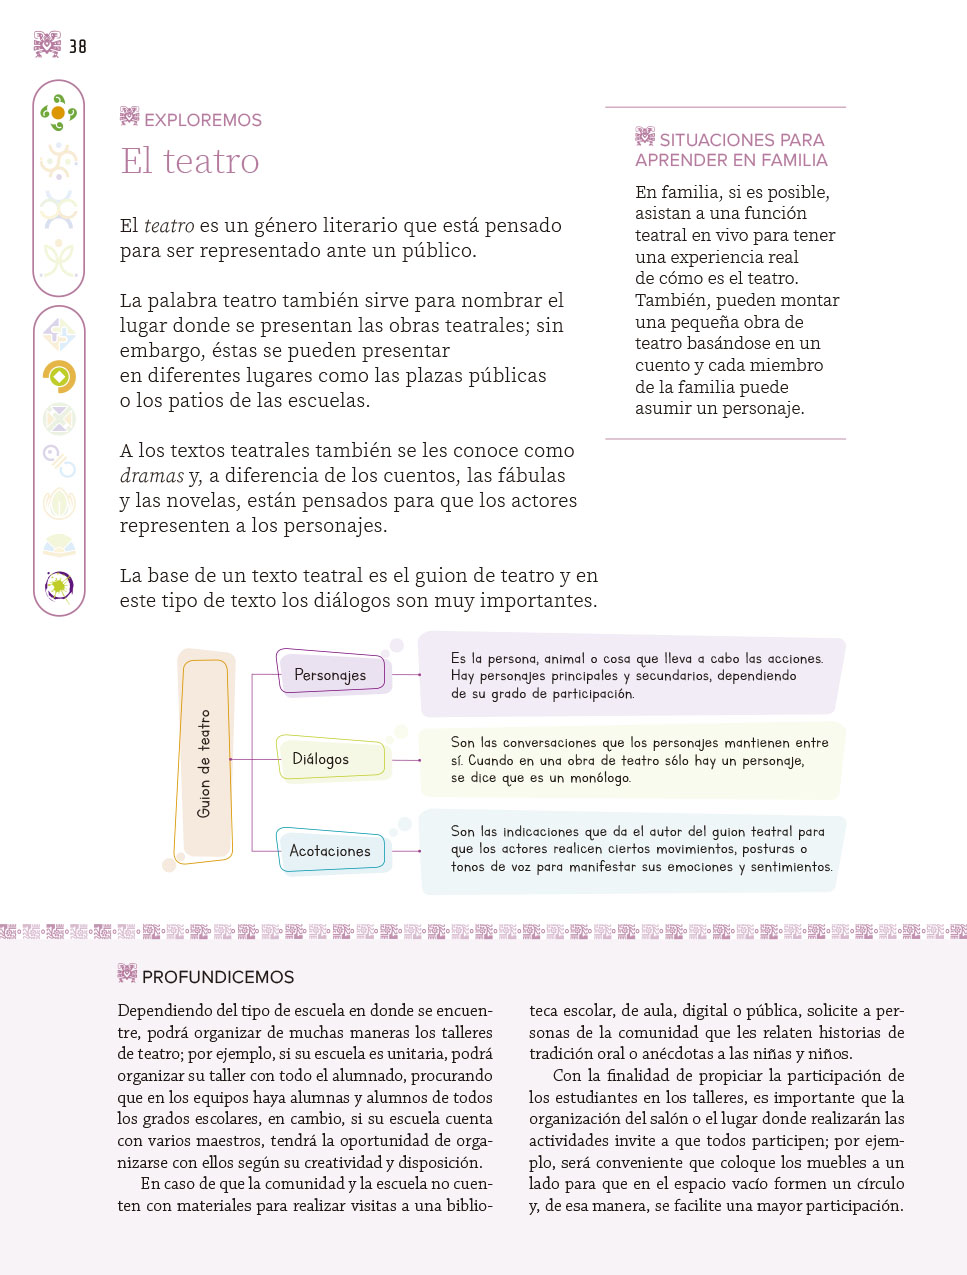 38
EXPLOREMOS
El teatro
El teatro es un género literario que está pensado
para ser representado ante un público.
La palabra teatro también sirve para nombrar el
lugar donde se presentan las obras teatrales; sin
embargo, éstas se pueden presentar
en diferentes lugares como las plazas públicas
o los patios de las escuelas.
A los textos teatrales también se les conoce como
dramas y, a diferencia de los cuentos, las fábulas
y las novelas, están pensados para que los actores
representen a los personajes.
La base de un texto teatral es el guion de teatro y en
este tipo de texto los diálogos son muy importantes.
SITUACIONES PARA
APRENDER EN FAMILIA
En familia, si es posible,
asistan a una función
teatral en vivo para tener
una experiencia real
de cómo es el teatro.
También, pueden montar
una pequeña obra de
teatro basándose en un
cuento y cada miembro
de la familia puede
asumir un personaje.
Guion de teatro
Personajes
Es la persona, animal o cosa que lleva a cabo las acciones.
Hay personajes principales y secundarios, dependiendo
de su grado de participación.
Diálogos
Son las conversaciones que los personajes mantienen entre
sí. Cuando en una obra de teatro sólo hay un personaje,
se dice que es un monólogo.
Acotaciones
Son las indicaciones que da el autor del guion teatral para
que los actores realicen ciertos movimientos, posturas o
tonos de voz para manifestar sus emociones y sentimientos.
PROFUNDICEMOS
Dependiendo del tipo de escuela en donde se encuen-
tre, podrá organizar de muchas maneras los talleres
de teatro; por ejemplo, si su escuela es unitaria, podrá
organizar su taller con todo el alumnado, procurando
que en los equipos haya alumnas y alumnos de todos
los grados escolares, en cambio, si su escuela cuenta
con varios maestros, tendrá la oportunidad de orga-
nizarse con ellos según su creatividad y disposición.
En caso de que la comunidad y la escuela no cuen-
ten con materiales para realizar visitas a una biblio-
teca escolar, de aula, digital o pública, solicite a per-
sonas de la comunidad que les relaten historias de
tradición oral o anécdotas a las niñas y niños.
Con la finalidad de propiciar la participación de
los estudiantes en los talleres, es importante que la
organización del salón o el lugar donde realizarán las
actividades invite a que todos participen; por ejem-
plo, será conveniente que coloque los muebles a un
lado para que en el espacio vacío formen un círculo
y, de esa manera, se facilite una mayor participación.